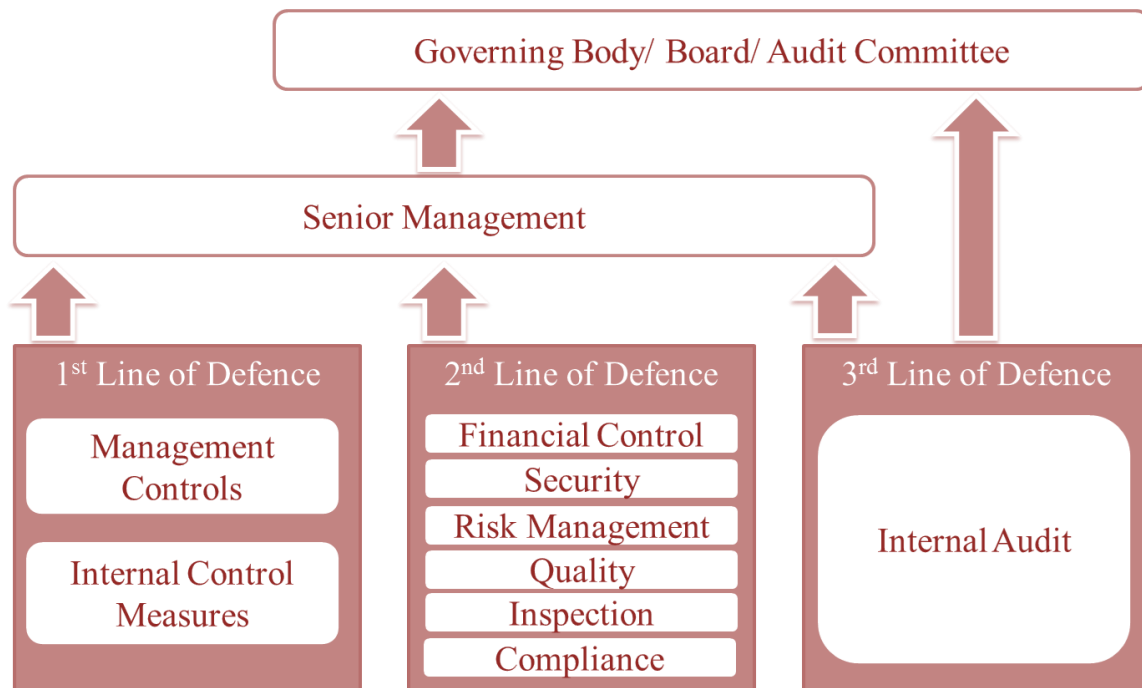 Governing Body/ Board/ Audit Committee
Senior Management
1st Line of Defence
Management
Controls
Internal Control
Measures
2nd Line of Defence
Financial Control
Security
Risk Management
Quality
Inspection
Compliance
3rd Line of Defence
Internal Audit